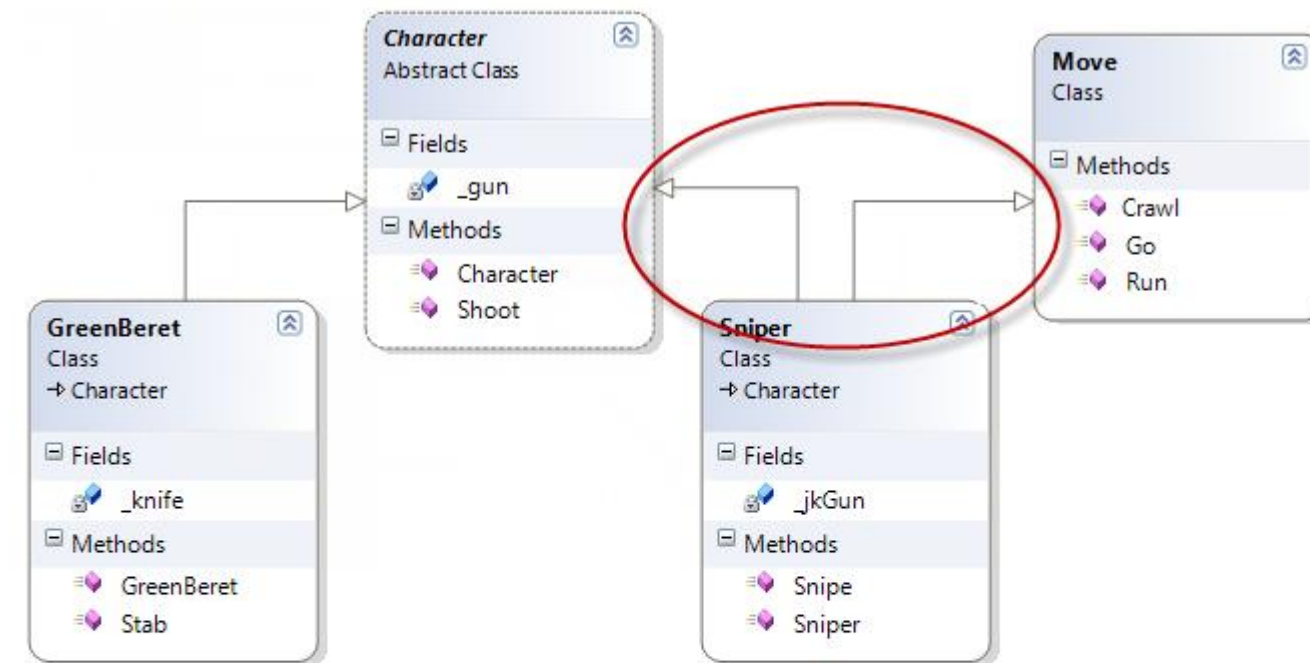 Character
Abstract Class
Fields
_gun
Methods
Character
Shoot
Move
Class
Methods
Crawl
Go
Run
GreenBeret
Class
Character
Fields
_knife
Methods
GreenBeret
Stab
Sniper
Class
Character
Fields
_jkGun
Methods
Snipe
Sniper